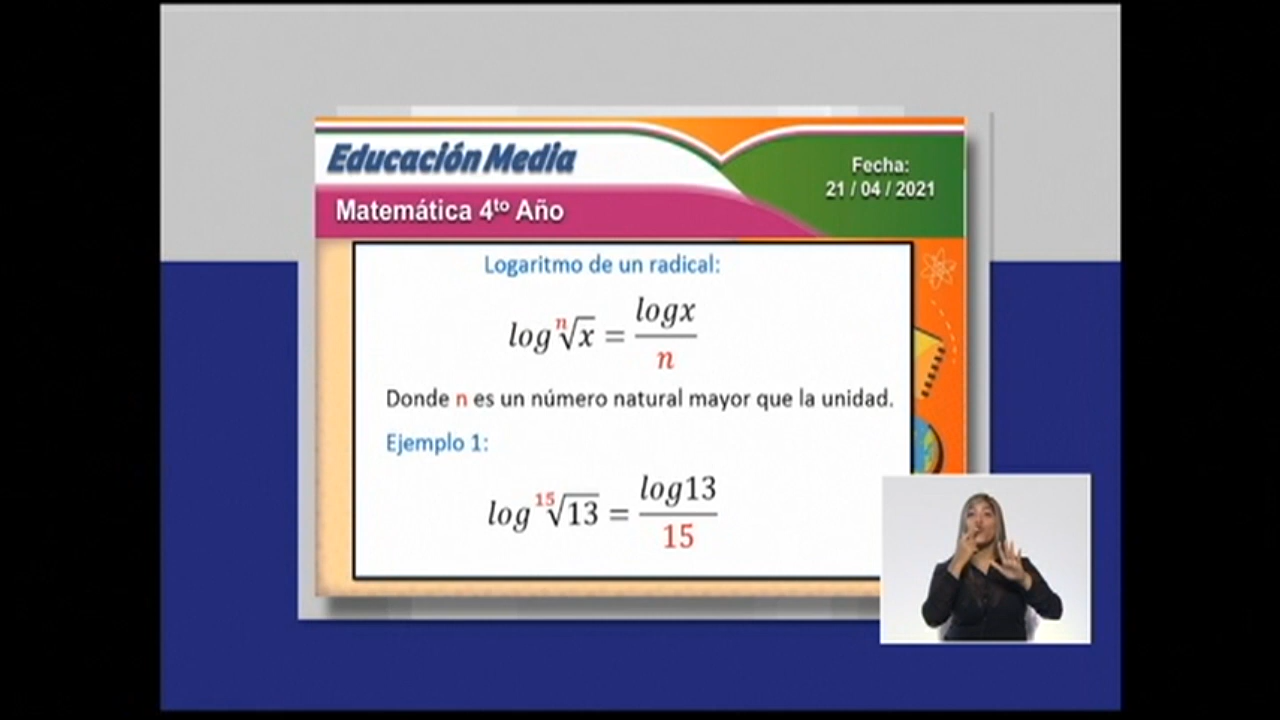 Educación Media
Fecha:
21 / 04 / 2021
Matemática 4to Año
Logaritmo de un radical:
log ⁿ√x = logx / n
Donde n es un número natural mayor que la unidad.
Ejemplo 1:
log ¹⁵√13 = log13 / 15